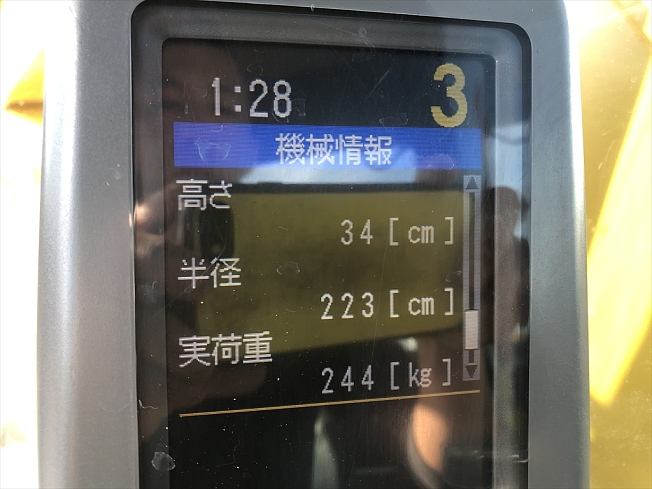 1:28 3
機械情報
高さ
34[cm]
半径
223[cm]
実荷重
244[kg]